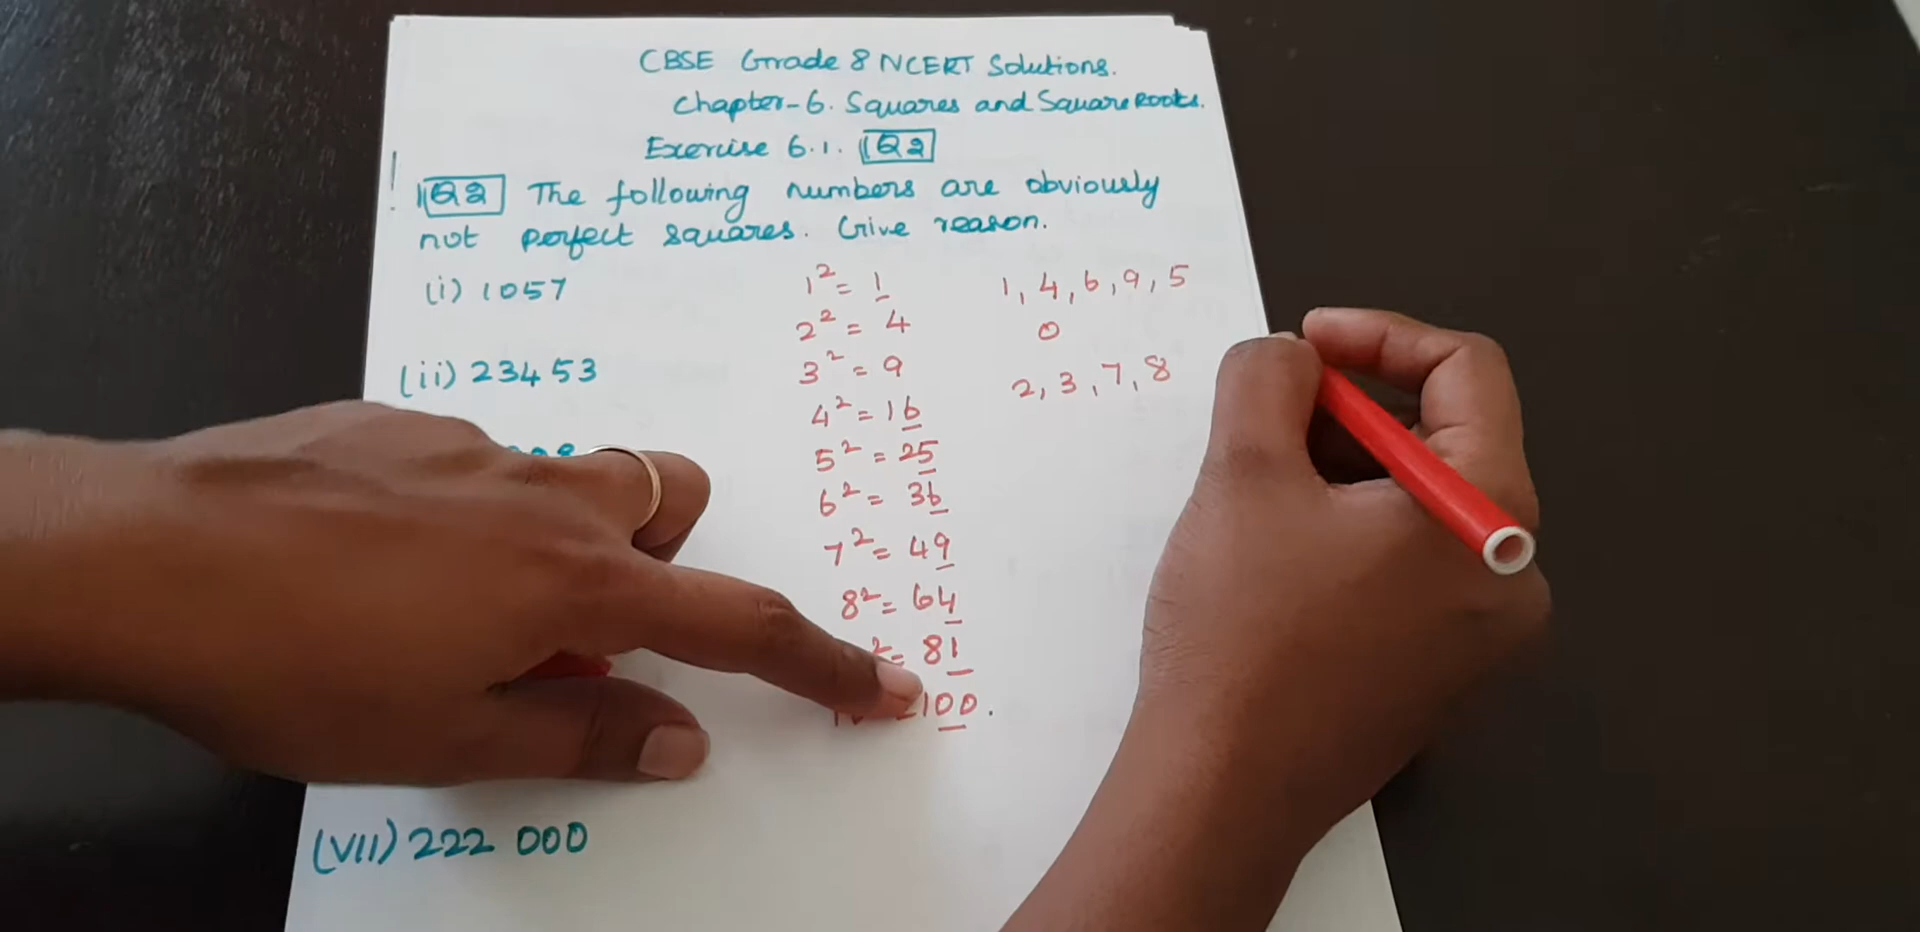 CBSE Grade 8 NCERT Solutions.
Chapter-6. Squares and Square Roots.
Exercise 6.1. Q2
Q2 The following numbers are obviously
not perfect squares. Give reason.
(i) 1057
(ii) 23453
(VII) 222 000
1² = 1
2² = 4
3² = 9
4² = 16
5² = 25
6² = 36
7² = 49
8² = 64
² = 81
100.
1, 4, 6, 9, 5
0
2, 3, 7, 8